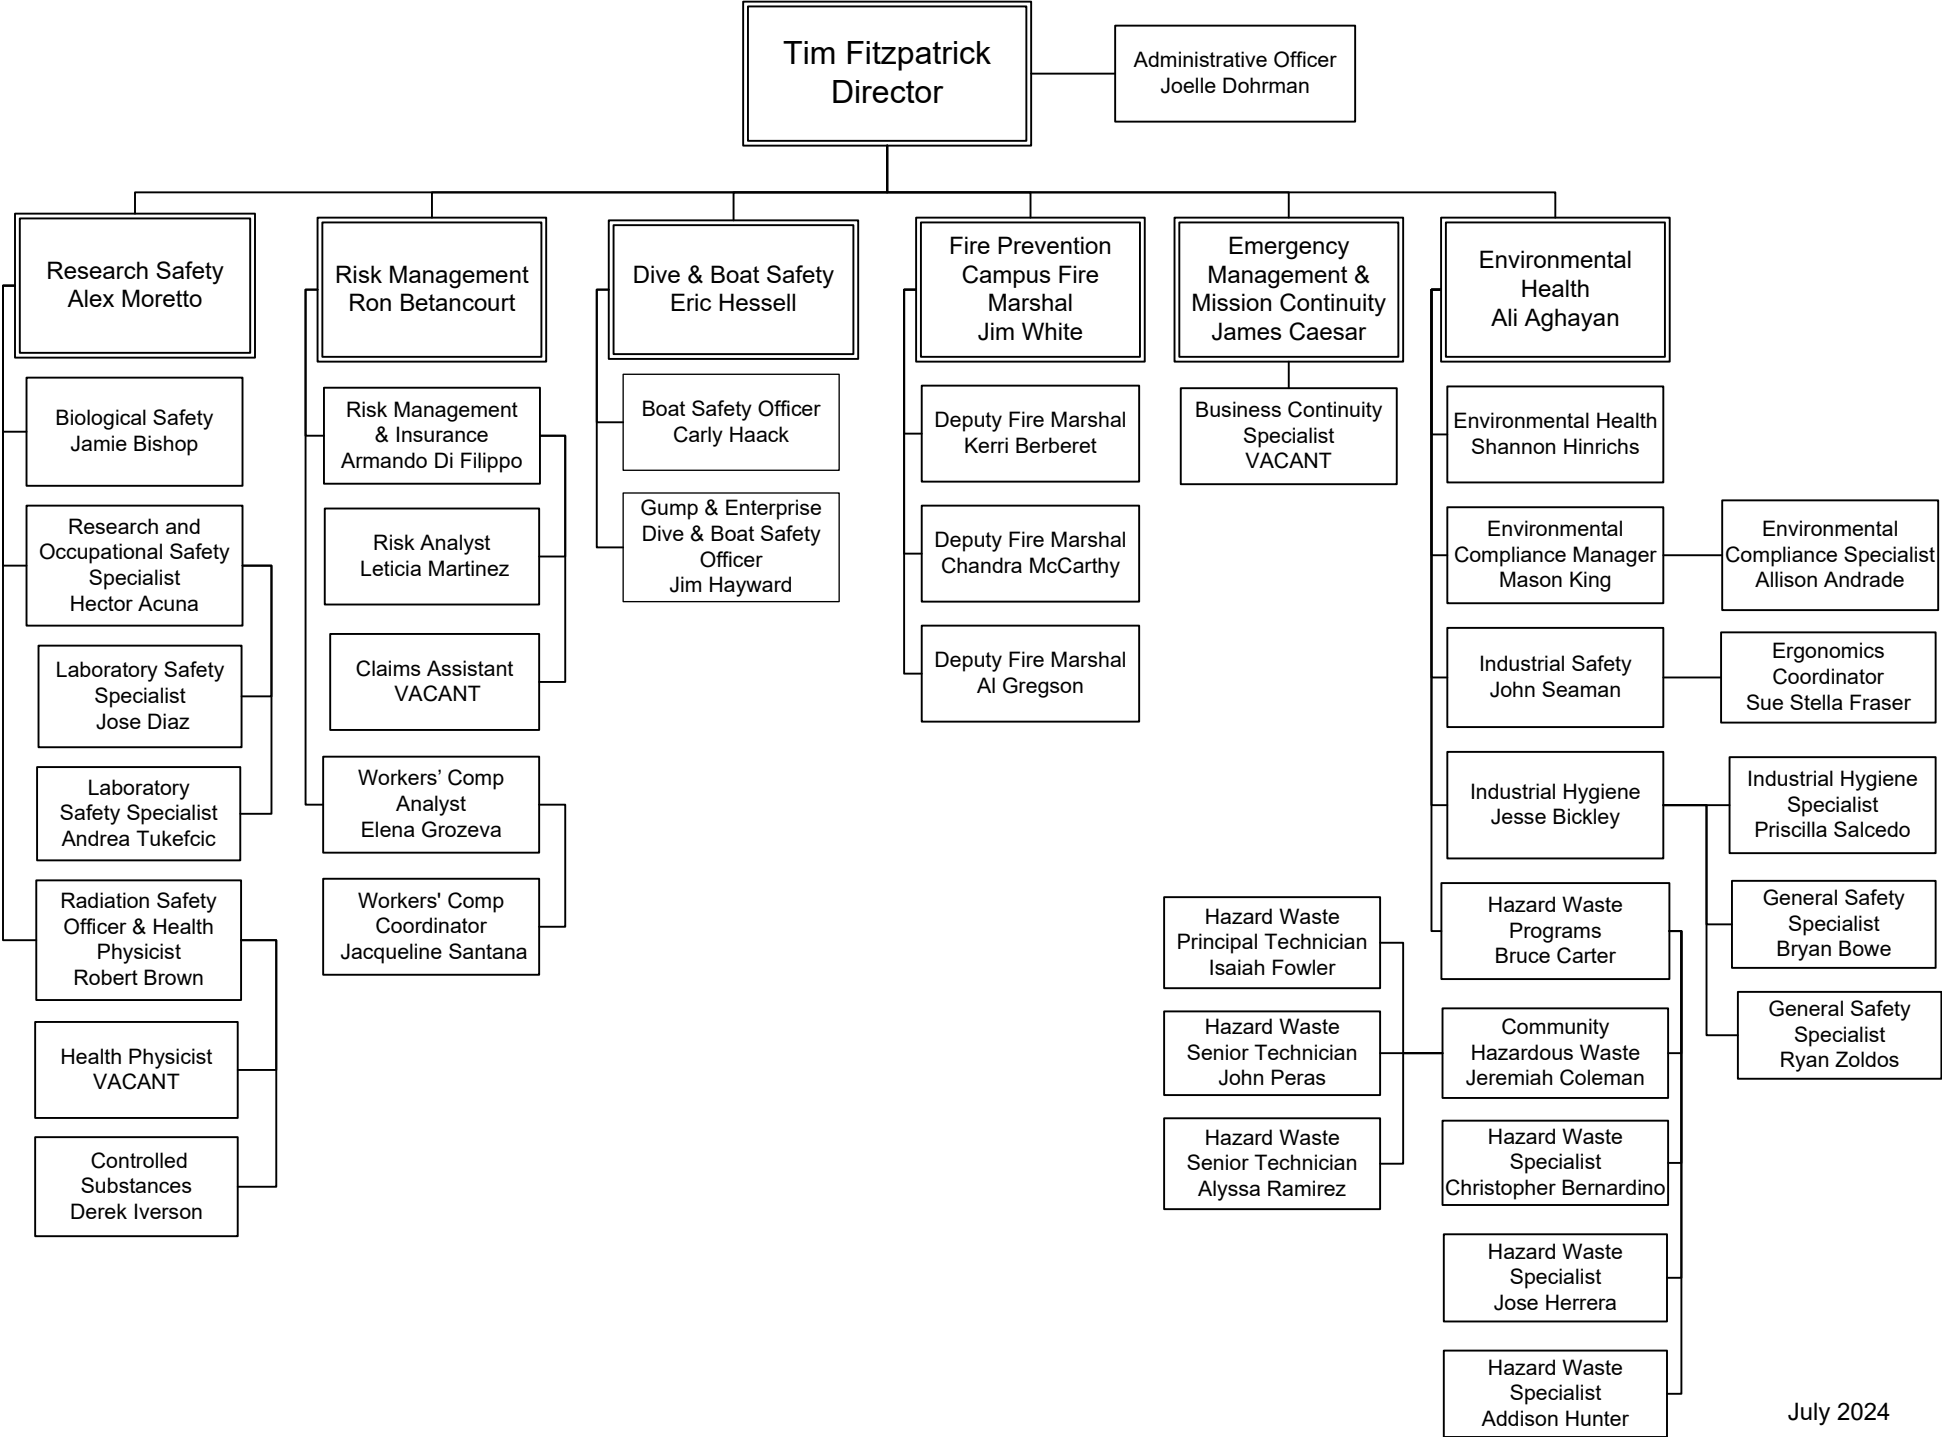 Tim Fitzpatrick
Director
Administrative Officer
Joelle Dohrman
Research Safety
Alex Moretto
Risk Management
Ron Betancourt
Dive & Boat Safety
Eric Hessell
Fire Prevention
Campus Fire
Marshal
Jim White
Emergency
Management &
Mission Continuity
James Caesar
Environmental
Health
Ali Aghayan
Biological Safety
Jamie Bishop
Research and
Occupational Safety
Specialist
Hector Acuna
Laboratory Safety
Specialist
Jose Diaz
Laboratory
Safety Specialist
Andrea Tukefcic
Radiation Safety
Officer & Health
Physicist
Robert Brown
Health Physicist
VACANT
Controlled
Substances
Derek Iverson
Risk Management
& Insurance
Armando Di Filippo
Risk Analyst
Leticia Martinez
Claims Assistant
VACANT
Workers’ Comp
Analyst
Elena Grozeva
Workers' Comp
Coordinator
Jacqueline Santana
Boat Safety Officer
Carly Haack
Gump & Enterprise
Dive & Boat Safety
Officer
Jim Hayward
Deputy Fire Marshal
Kerri Berberet
Deputy Fire Marshal
Chandra McCarthy
Deputy Fire Marshal
Al Gregson
Business Continuity
Specialist
VACANT
Environmental Health
Shannon Hinrichs
Environmental
Compliance Manager
Mason King
Environmental
Compliance Specialist
Allison Andrade
Industrial Safety
John Seaman
Ergonomics
Coordinator
Sue Stella Fraser
Industrial Hygiene
Jesse Bickley
Industrial Hygiene
Specialist
Priscilla Salcedo
General Safety
Specialist
Bryan Bowe
General Safety
Specialist
Ryan Zoldos
Hazard Waste
Programs
Bruce Carter
Hazard Waste
Principal Technician
Isaiah Fowler
Hazard Waste
Senior Technician
John Peras
Hazard Waste
Senior Technician
Alyssa Ramirez
Community
Hazardous Waste
Jeremiah Coleman
Hazard Waste
Specialist
Christopher Bernardino
Hazard Waste
Specialist
Jose Herrera
Hazard Waste
Specialist
Addison Hunter
July 2024